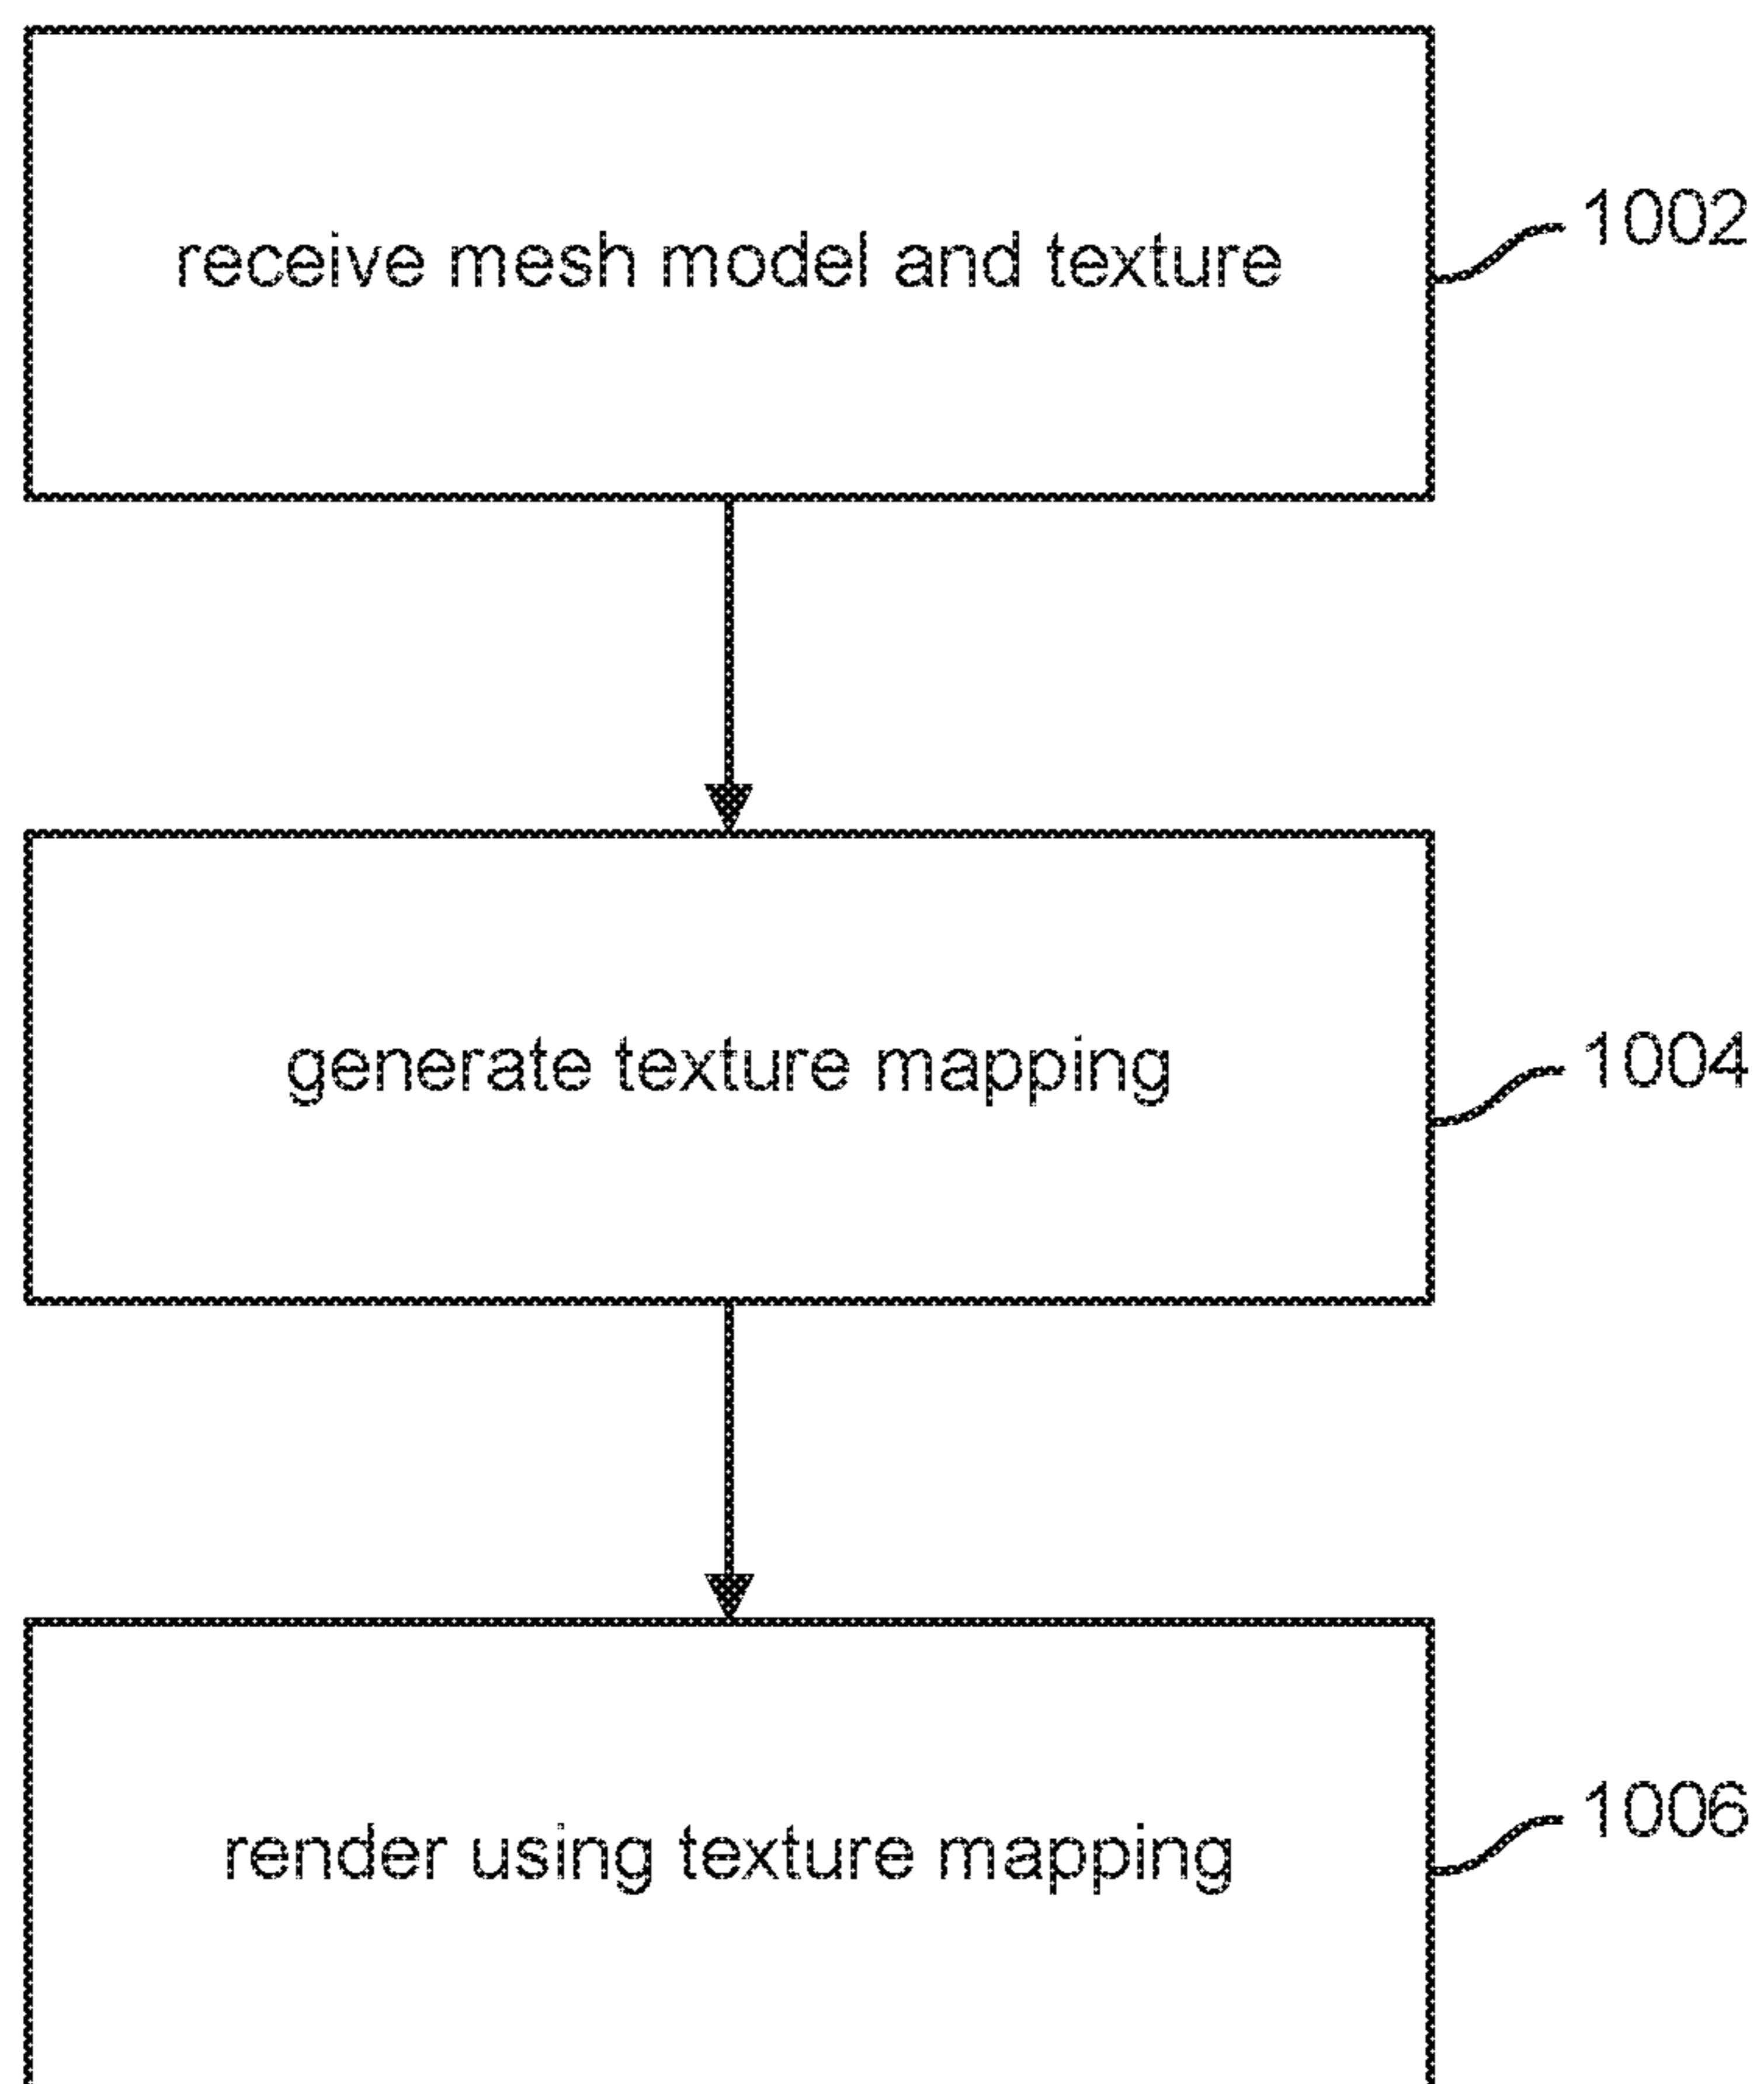 receive mesh model and texture
1002
generate texture mapping
1004
render using texture mapping
1006